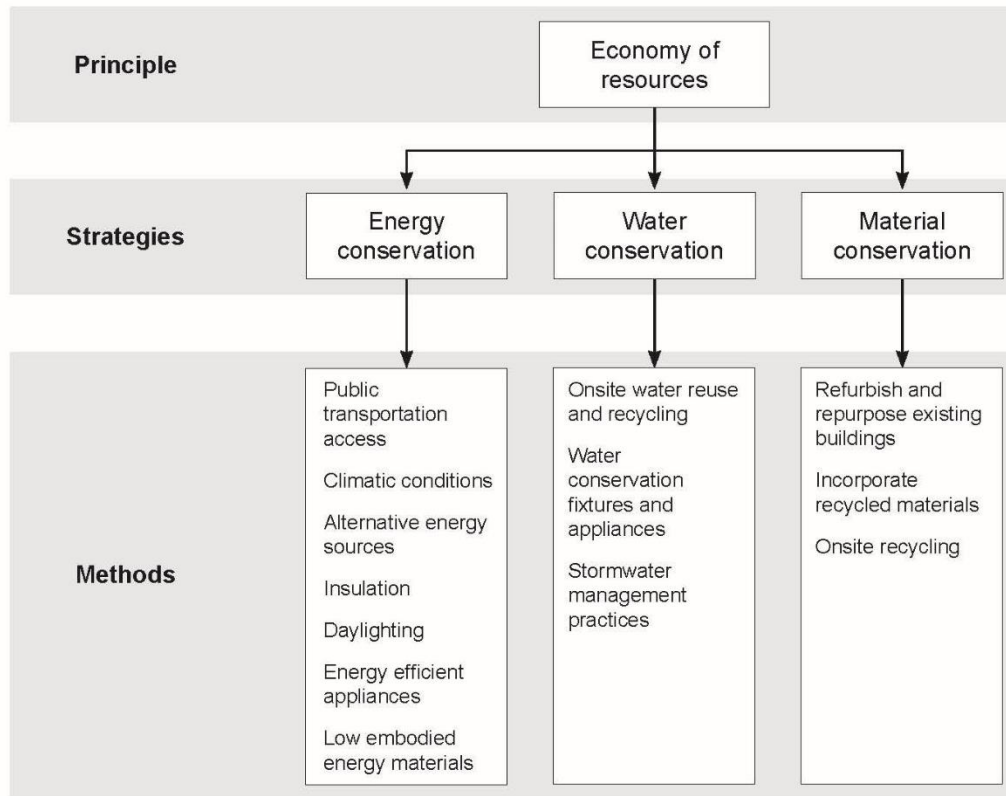 Principle
Economy of
resources
Strategies
Energy
conservation
Water
conservation
Material
conservation
Methods
Public
transportation
access
Climatic conditions
Alternative energy
sources
Insulation
Daylighting
Energy efficient
appliances
Low embodied
energy materials
Onsite water reuse
and recycling
Water
conservation
fixtures and
appliances
Stormwater
management
practices
Refurbish and
repurpose existing
buildings
Incorporate
recycled materials
Onsite recycling